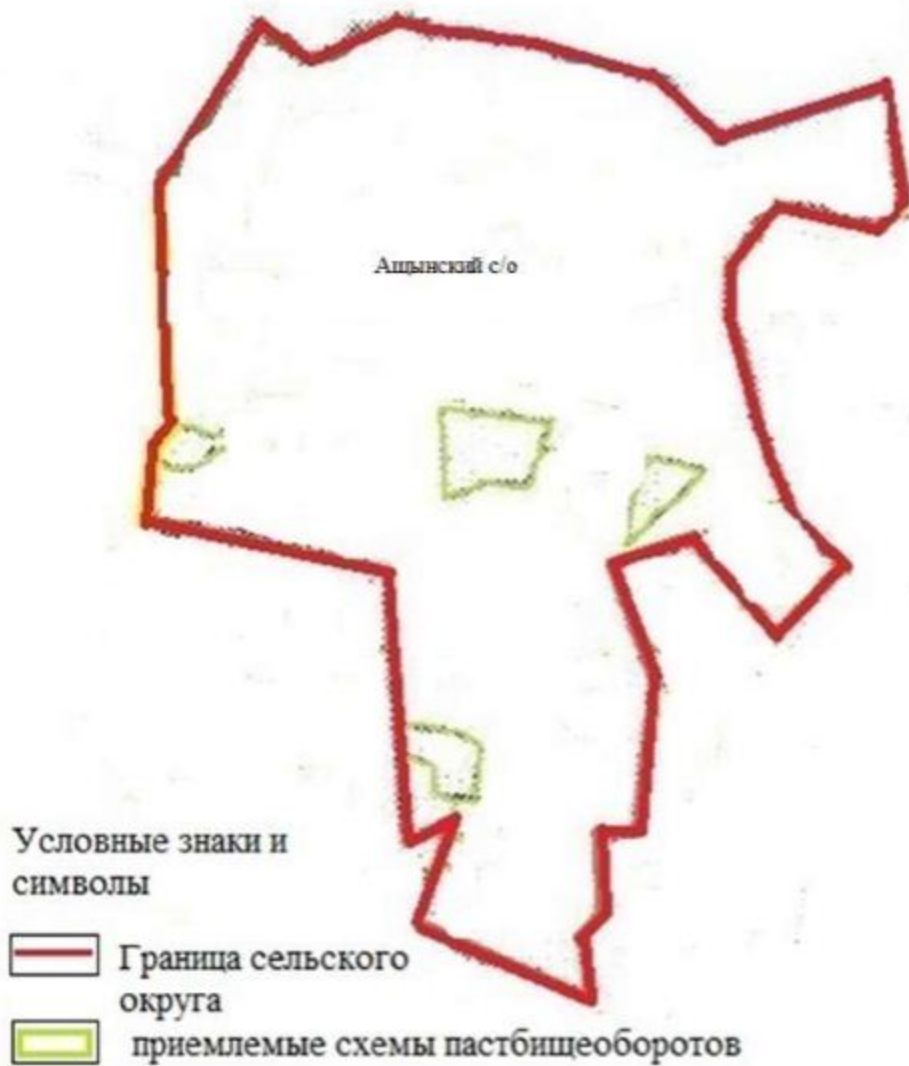 Ащынский с/о
Условные знаки и
символы
Граница сельского
округа
приемлемые схемы пастбищеоборотов